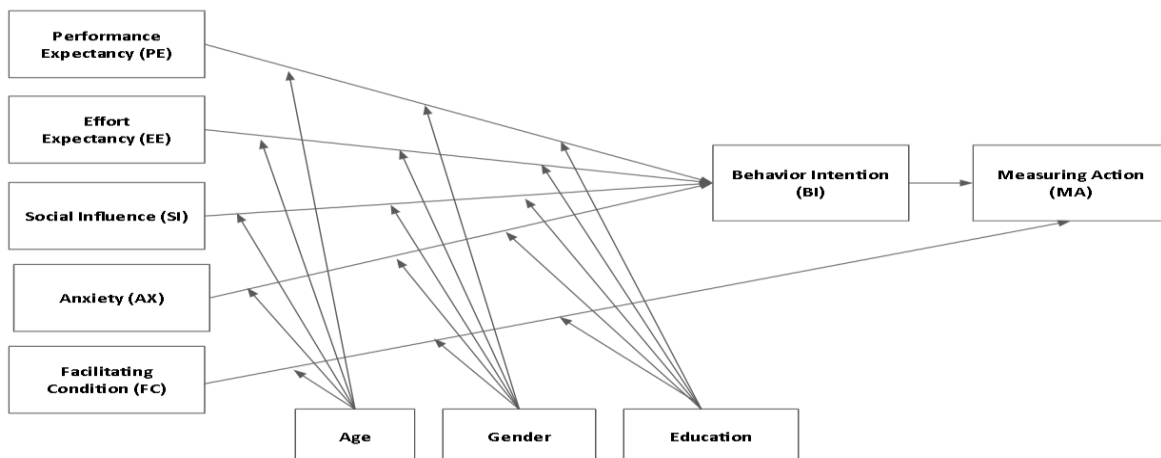 Performance
Expectancy (PE)
Effort
Expectancy (EE)
Social Influence (SI)
Anxiety (AX)
Facilitating
Condition (FC)
Behavior Intention
(BI)
Measuring Action
(MA)
Age
Gender
Education